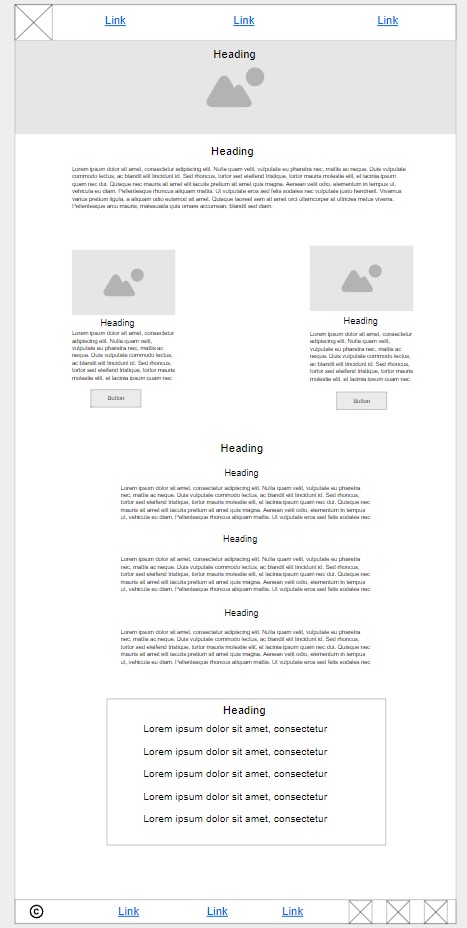 Link
Link
Link
Heading
Heading
Lorem ipsum dolor sit amet, consectetur adipiscing elit. Nulla quam velit, vulputate eu pharetra nec, mattis ac neque. Duis vulputate
commodo lectus, ac blandit elit tincidunt id. Sed rhoncus, tortor sed eleifend tristique, tortor mauris molestie elit, et lacinia ipsum
quam nec dui. Quisque nec mauris sit amet elit iaculis pretium sit amet quis magna. Aenean velit odio, elementum in tempus ut,
vehicula eu diam. Pellentesque rhoncus aliquam mattis. Ut vulputate eros sed felis sodales nec vulputate justo hendrerit. Vivamus
varius pretium ligula, a aliquam odio euismod sit amet. Quisque laoreet sem sit amet orci ullamcorper at ultricies metus viverra.
Pellentesque arcu mauris, malesuada quis ornare accumsan, blandit sed diam.
Heading
Lorem ipsum dolor sit amet, consectetur
adipiscing elit. Nulla quam velit,
vulputate eu pharetra nec, mattis ac
neque. Duis vulputate commodo lectus,
ac blandit elit tincidunt id. Sed rhoncus,
tortor sed eleifend tristique, tortor mauris
molestie elit, et lacinia ipsum quam nec
Button
Heading
Lorem ipsum dolor sit amet, consectetur
adipiscing elit. Nulla quam velit,
vulputate eu pharetra nec, mattis ac
neque. Duis vulputate commodo lectus,
ac blandit elit tincidunt id. Sed rhoncus,
tortor sed eleifend tristique, tortor mauris
molestie elit, et lacinia ipsum quam nec
Button
Heading
Heading
Lorem ipsum dolor sit amet, consectetur adipiscing elit. Nulla quam velit, vulputate eu pharetra
nec, mattis ac neque. Duis vulputate commodo lectus, ac blandit elit tincidunt id. Sed rhoncus,
tortor sed eleifend tristique, tortor mauris molestie elit, et lacinia ipsum quam nec dui. Quisque nec
mauris sit amet elit iaculis pretium sit amet quis magna. Aenean velit odio, elementum in tempus
ut, vehicula eu diam. Pellentesque rhoncus aliquam mattis. Ut vulputate eros sed felis sodales nec
Heading
Lorem ipsum dolor sit amet, consectetur adipiscing elit. Nulla quam velit, vulputate eu pharetra
nec, mattis ac neque. Duis vulputate commodo lectus, ac blandit elit tincidunt id. Sed rhoncus,
tortor sed eleifend tristique, tortor mauris molestie elit, et lacinia ipsum quam nec dui. Quisque nec
mauris sit amet elit iaculis pretium sit amet quis magna. Aenean velit odio, elementum in tempus
ut, vehicula eu diam. Pellentesque rhoncus aliquam mattis. Ut vulputate eros sed felis sodales nec
Heading
Lorem ipsum dolor sit amet, consectetur adipiscing elit. Nulla quam velit, vulputate eu pharetra
nec, mattis ac neque. Duis vulputate commodo lectus, ac blandit elit tincidunt id. Sed rhoncus,
tortor sed eleifend tristique, tortor mauris molestie elit, et lacinia ipsum quam nec dui. Quisque nec
mauris sit amet elit iaculis pretium sit amet quis magna. Aenean velit odio, elementum in tempus
ut, vehicula eu diam. Pellentesque rhoncus aliquam mattis. Ut vulputate eros sed felis sodales nec
Heading
Lorem ipsum dolor sit amet, consectetur
Lorem ipsum dolor sit amet, consectetur
Lorem ipsum dolor sit amet, consectetur
Lorem ipsum dolor sit amet, consectetur
Lorem ipsum dolor sit amet, consectetur
©
Link
Link
Link